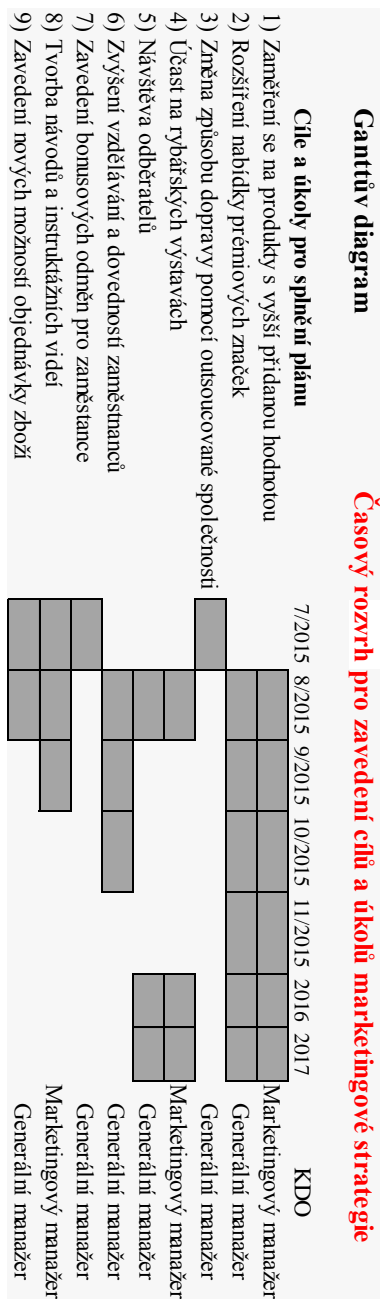 Ganttův diagram Časový rozvrh pro zavedení cílů a úkolů marketingové strategie
Cíle a úkoly pro splnění plánu 7/2015 8/2015 9/2015 10/2015 11/2015 2016 2017 KDO
1) Zaměření se na produkty s vyšší přidanou hodnotou Marketingový manažer
2) Rozšíření nabídky prémiových značek Generální manažer
3) Změna způsobu dopravy pomocí outsoucované společnosti Generální manažer
4) Účast na rybářských výstavách Marketingový manažer
5) Návštěva odběratelů Generální manažer
6) Zvýšení vzdělávání a dovedností zaměstnanců Generální manažer
7) Zavedení bonusových odměn pro zaměstance Generální manažer
8) Tvorba návodů a instruktážních videí Marketingový manažer
9) Zavedení nových možností objednávky zboží Generální manažer